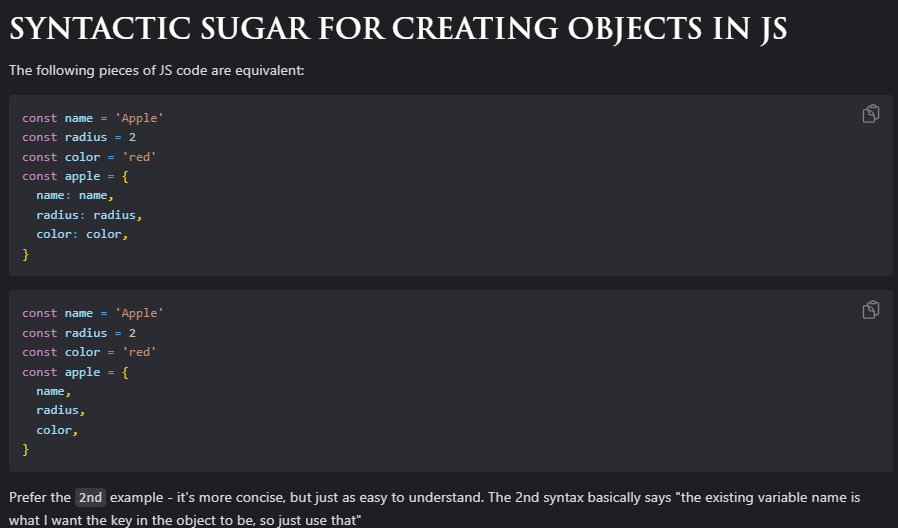 SYNTACTIC SUGAR FOR CREATING OBJECTS IN JS
The following pieces of JS code are equivalent:
const name = 'Apple'
const radius = 2
const color = 'red'
const apple = {
  name: name,
  radius: radius,
  color: color,
}
const name = 'Apple'
const radius = 2
const color = 'red'
const apple = {
  name,
  radius,
  color,
}
Prefer the 2nd example - it's more concise, but just as easy to understand. The 2nd syntax basically says "the existing variable name is
what I want the key in the object to be, so just use that"